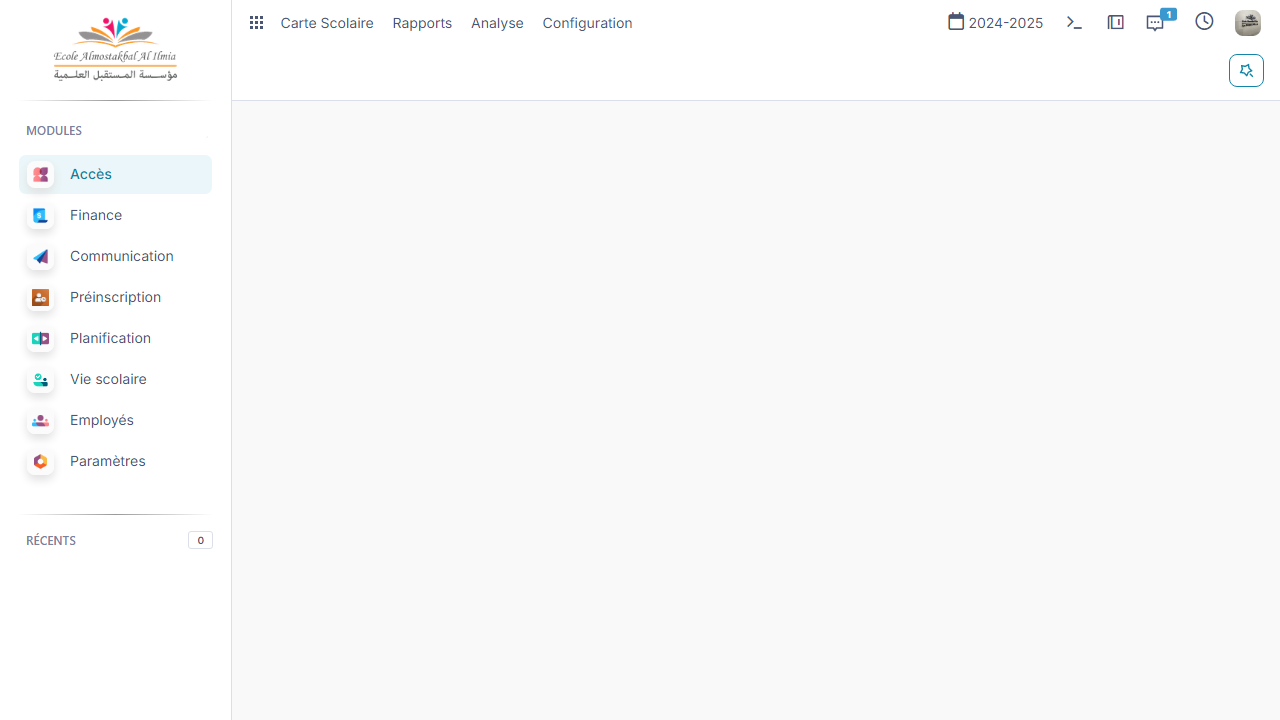 Ecole Almostakbal Al Ilmia
مؤسسة المستقبل العلمية
Carte Scolaire
Rapports
Analyse
Configuration
2024-2025
1
MODULES
Accès
Finance
Communication
Préinscription
Planification
Vie scolaire
Employés
Paramètres
RÉCENTS
0